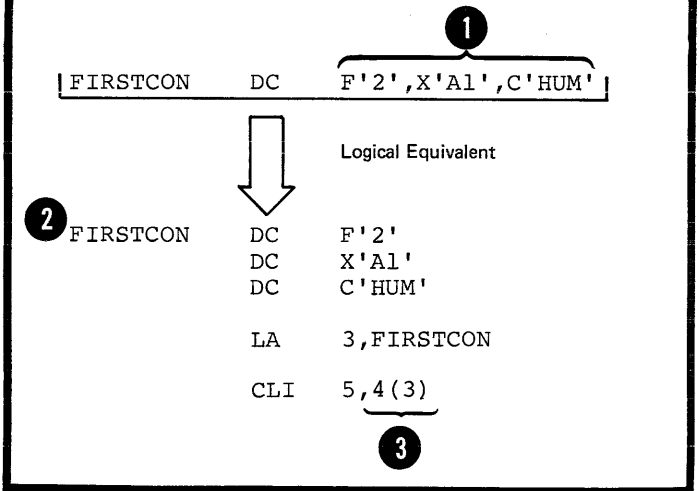 1
FIRSTCON DC F'2',X'A1',C'HUM'
Logical Equivalent
2
FIRSTCON DC F'2'
DC X'A1'
DC C'HUM'
LA 3,FIRSTCON
CLI 5,4(3)
3